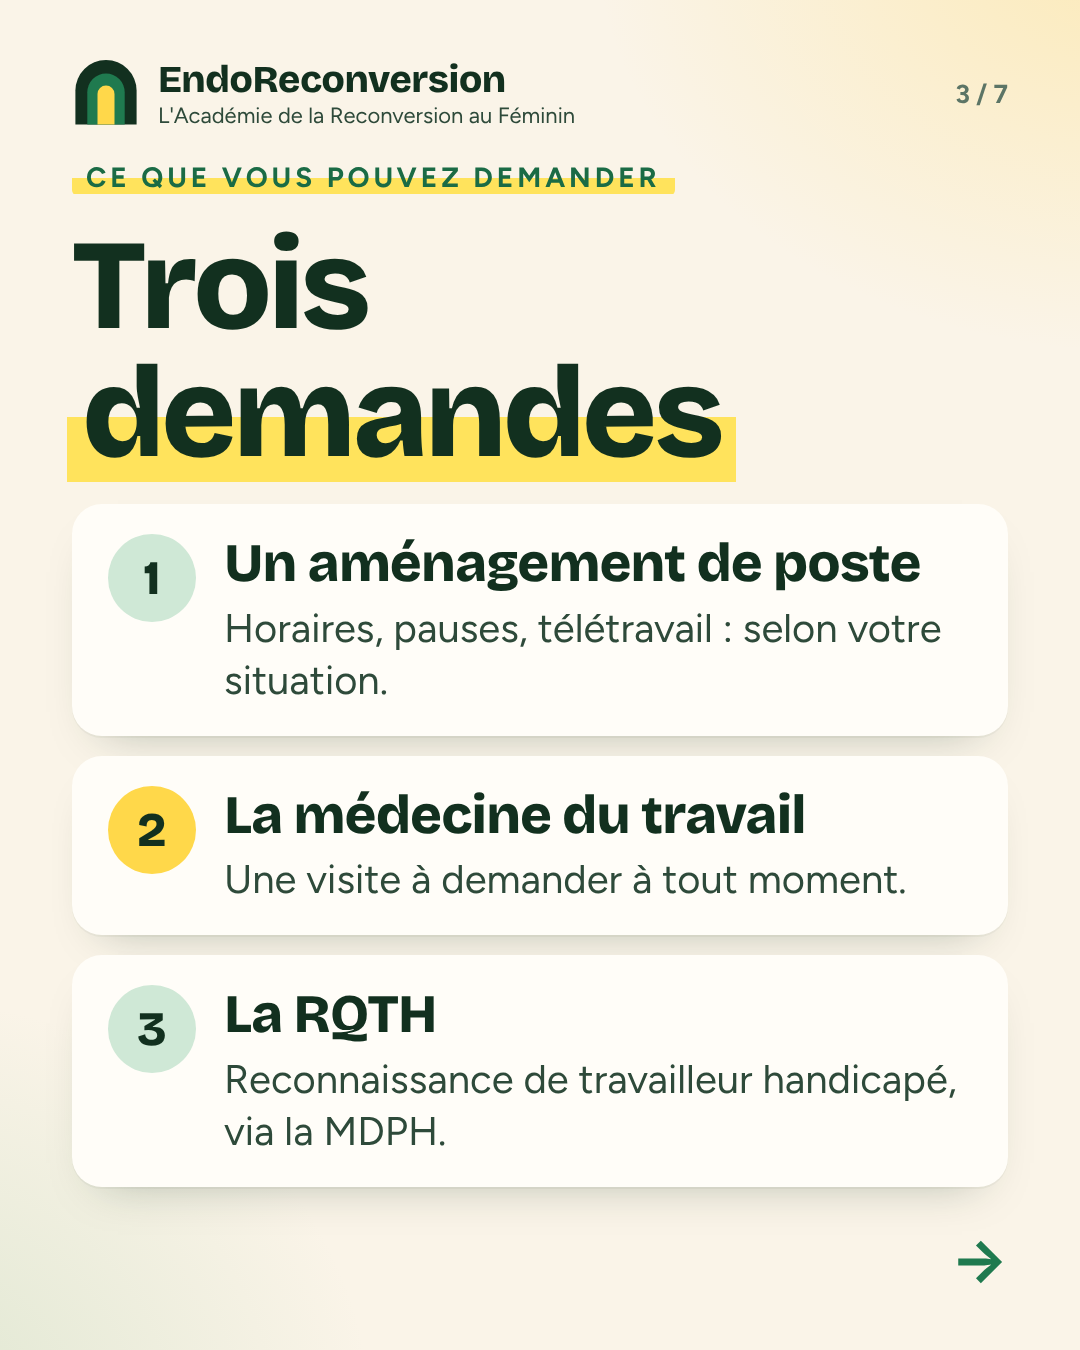 EndoReconversion
L'Académie de la Reconversion au Féminin
3 / 7
CE QUE VOUS POUVEZ DEMANDER
Trois
demandes
1
Un aménagement de poste
Horaires, pauses, télétravail : selon votre
situation.
2
La médecine du travail
Une visite à demander à tout moment.
3
La RQTH
Reconnaissance de travailleur handicapé,
via la MDPH.